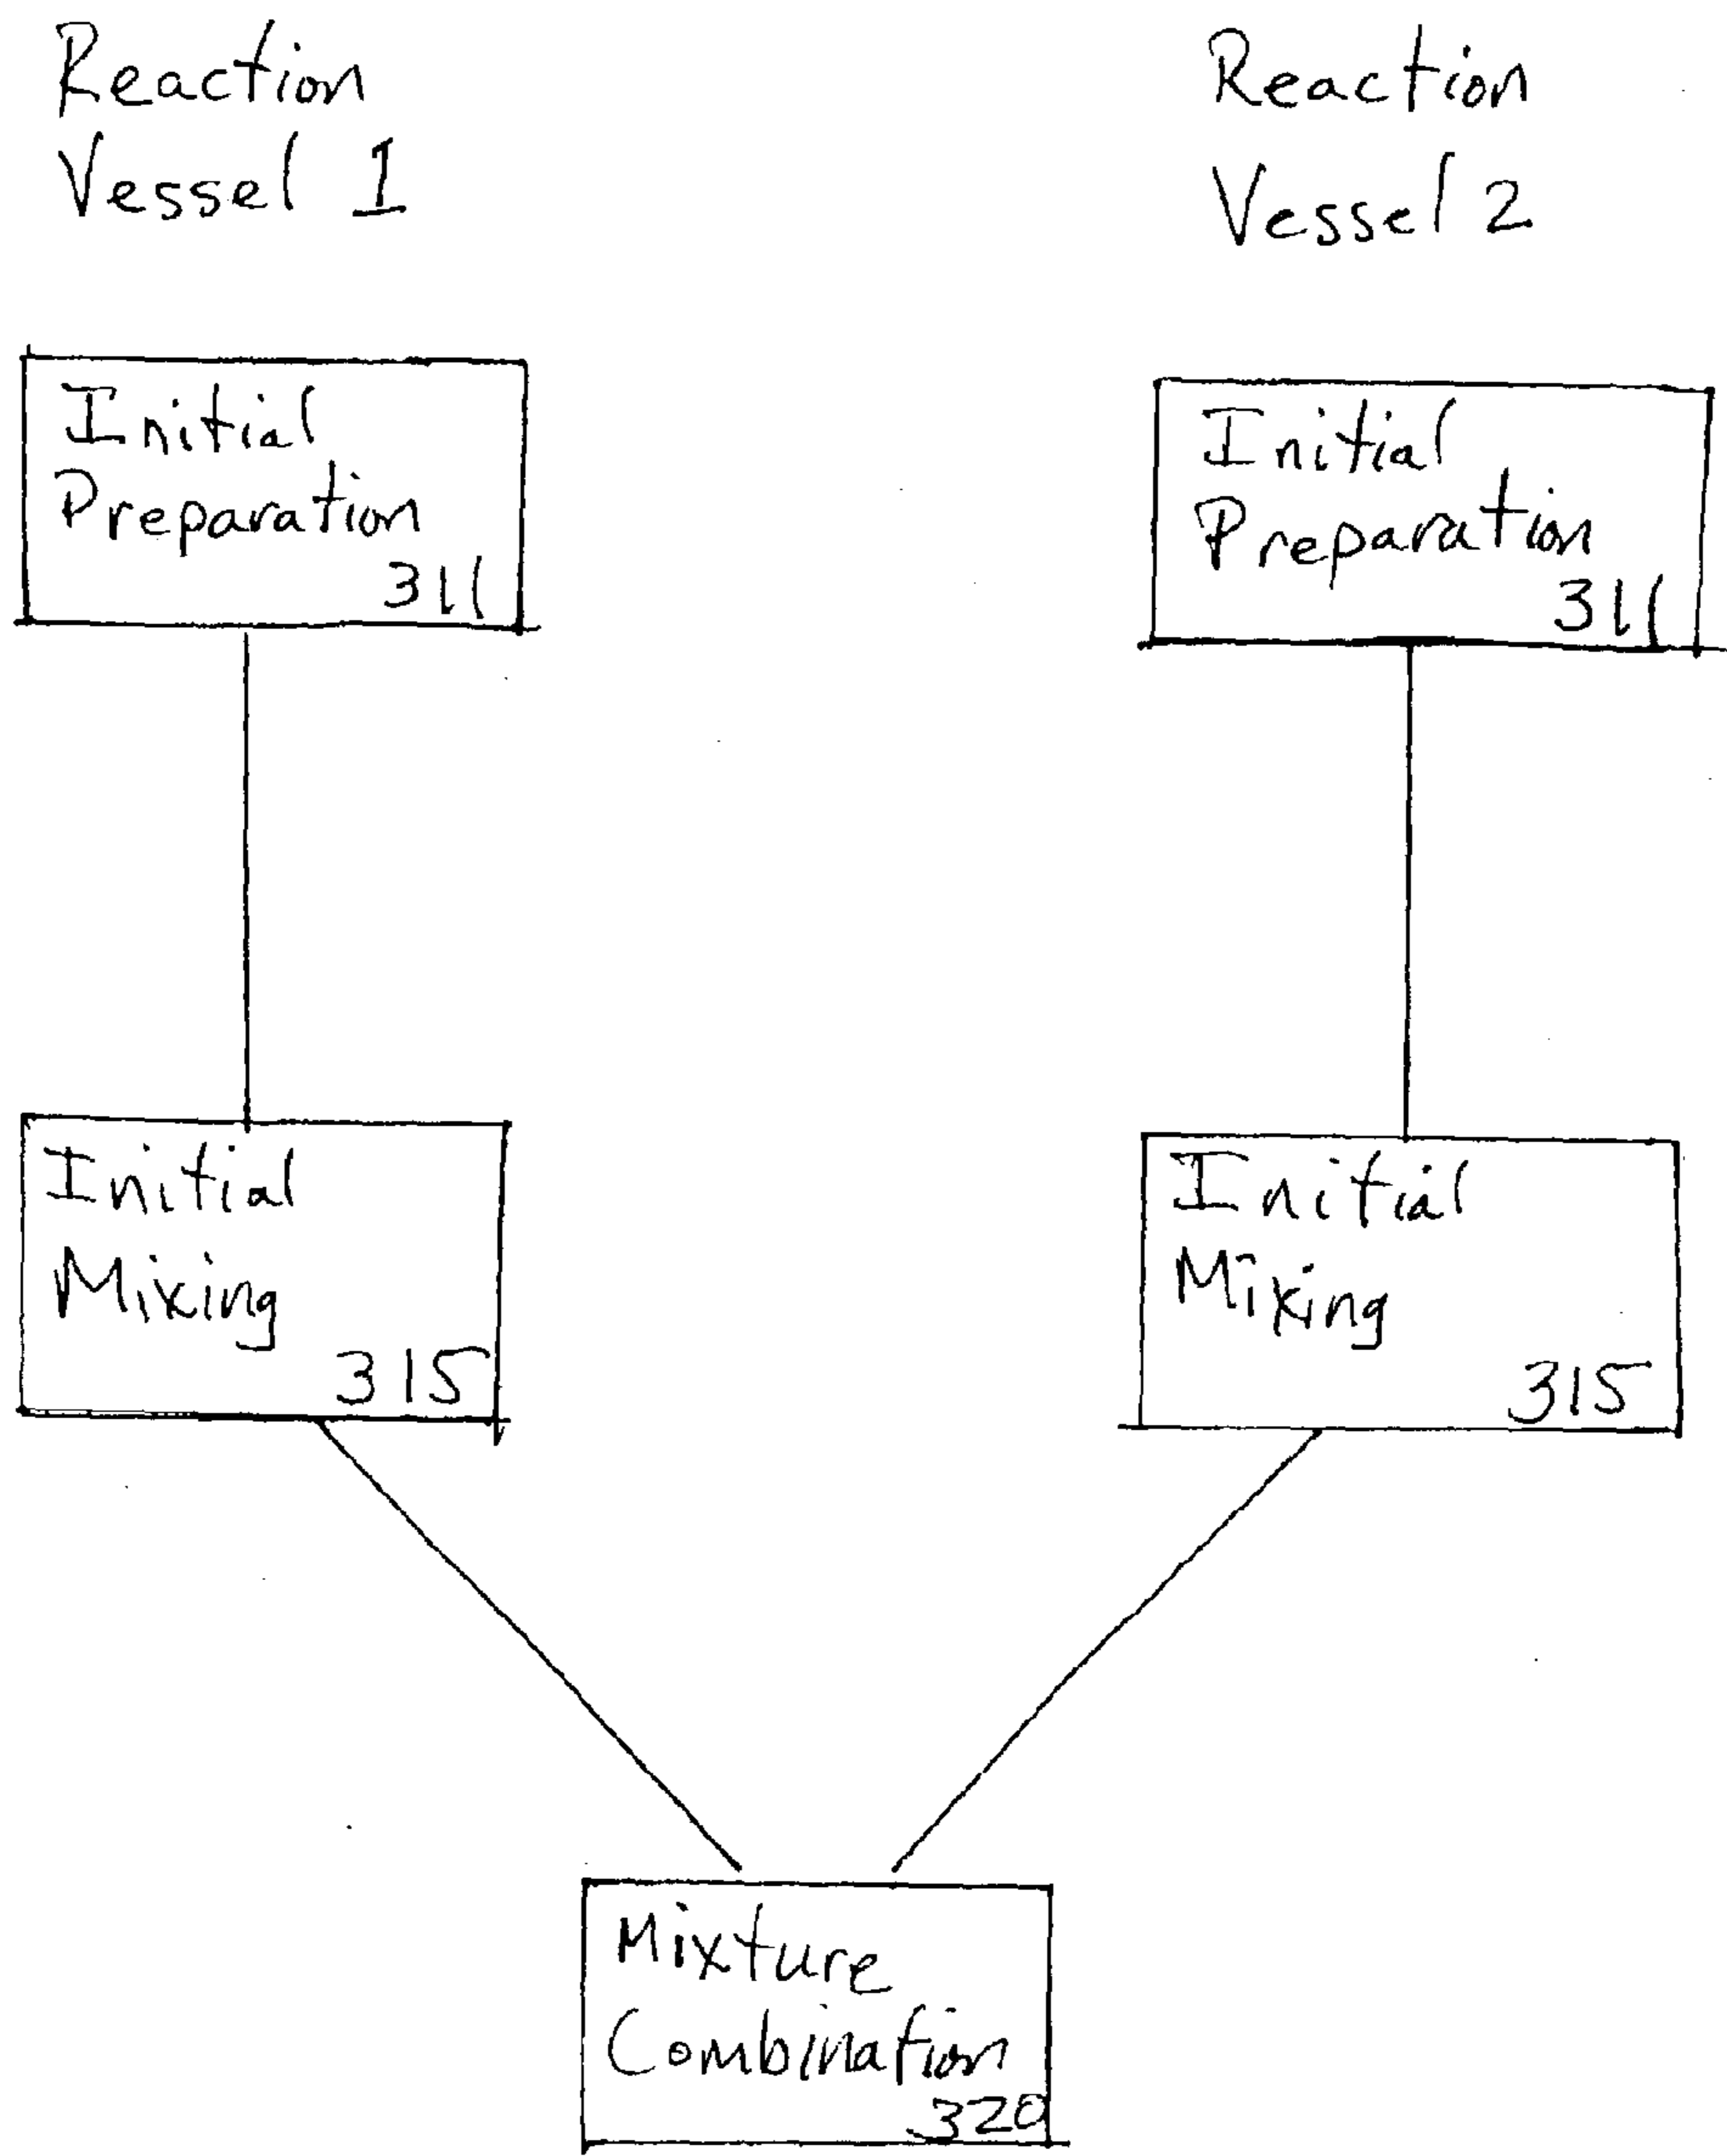 Reaction
Vessel 1
Reaction
Vessel 2
Initial
Preparation
311
Initial
Preparation
311
Initial
Mixing
315
Initial
Mixing
315
Mixture
Combination
320